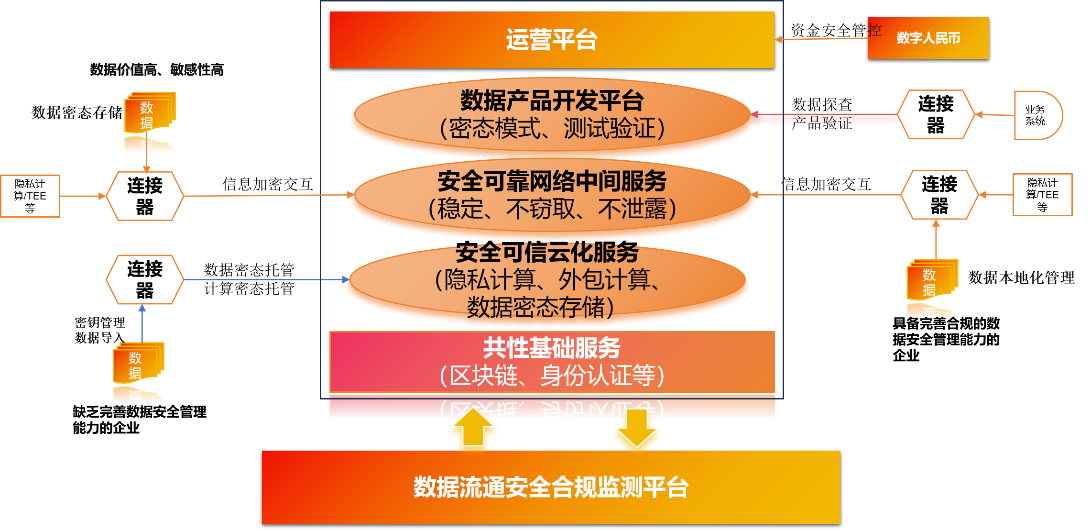 运营平台
资金安全管控
数字人民币
数据价值高、敏感性高
数据密态存储
数据
数据产品开发平台
（密态模式、测试验证）
数据探查
产品验证
连接
器
业务
系统
隐私计
算/TEE
等
连接
器
信息加密交互
安全可靠网络中间服务
（稳定、不窃取、不泄露）
信息加密交互
连接
器
隐私计
算/TEE
等
连接
器
数据密态托管
计算密态托管
安全可信云化服务
（隐私计算、外包计算、
数据密态存储）
数据
数据本地化管理
密钥管理
数据导入
数据
具备完善合规的数
据安全管理能力的
企业
共性基础服务
（区块链、身份认证等）
缺乏完善数据安全管理
能力的企业
数据流通安全合规监测平台